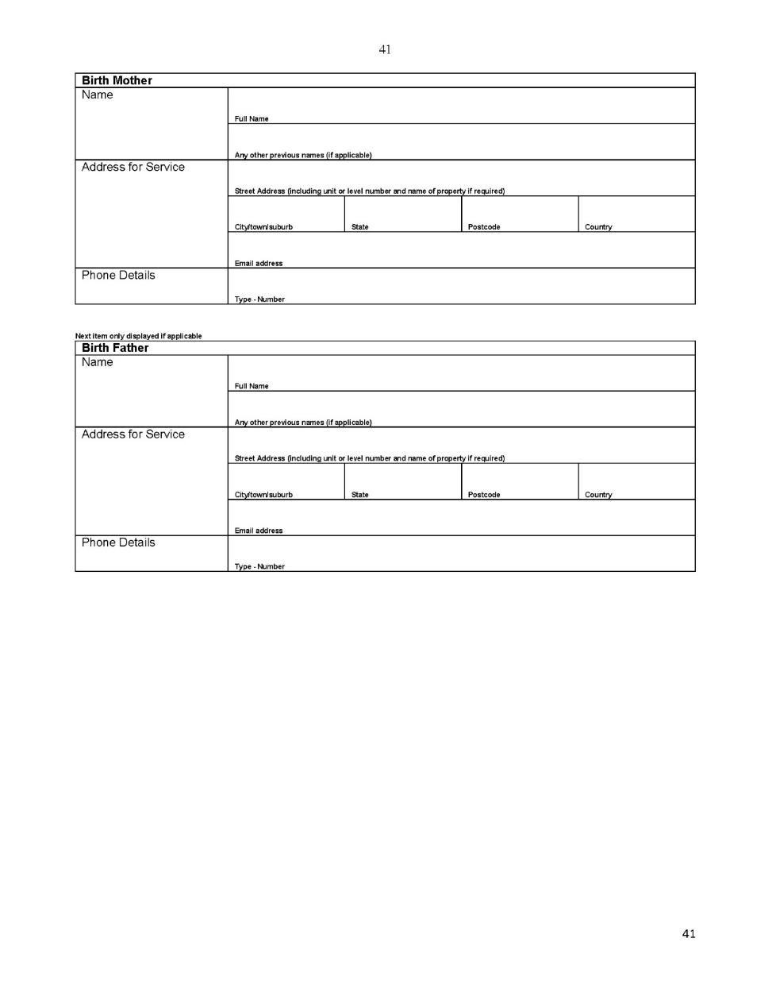 41
Birth Mother
Name
Full Name
Any other previous names (if applicable)
Address for Service
Street Address (including unit or level number and name of property if required)
City/town/suburb State Postcode Country
Email address
Phone Details
Type - Number
Next item only displayed if applicable
Birth Father
Name
Full Name
Any other previous names (if applicable)
Address for Service
Street Address (including unit or level number and name of property if required)
City/town/suburb State Postcode Country
Email address
Phone Details
Type - Number
41